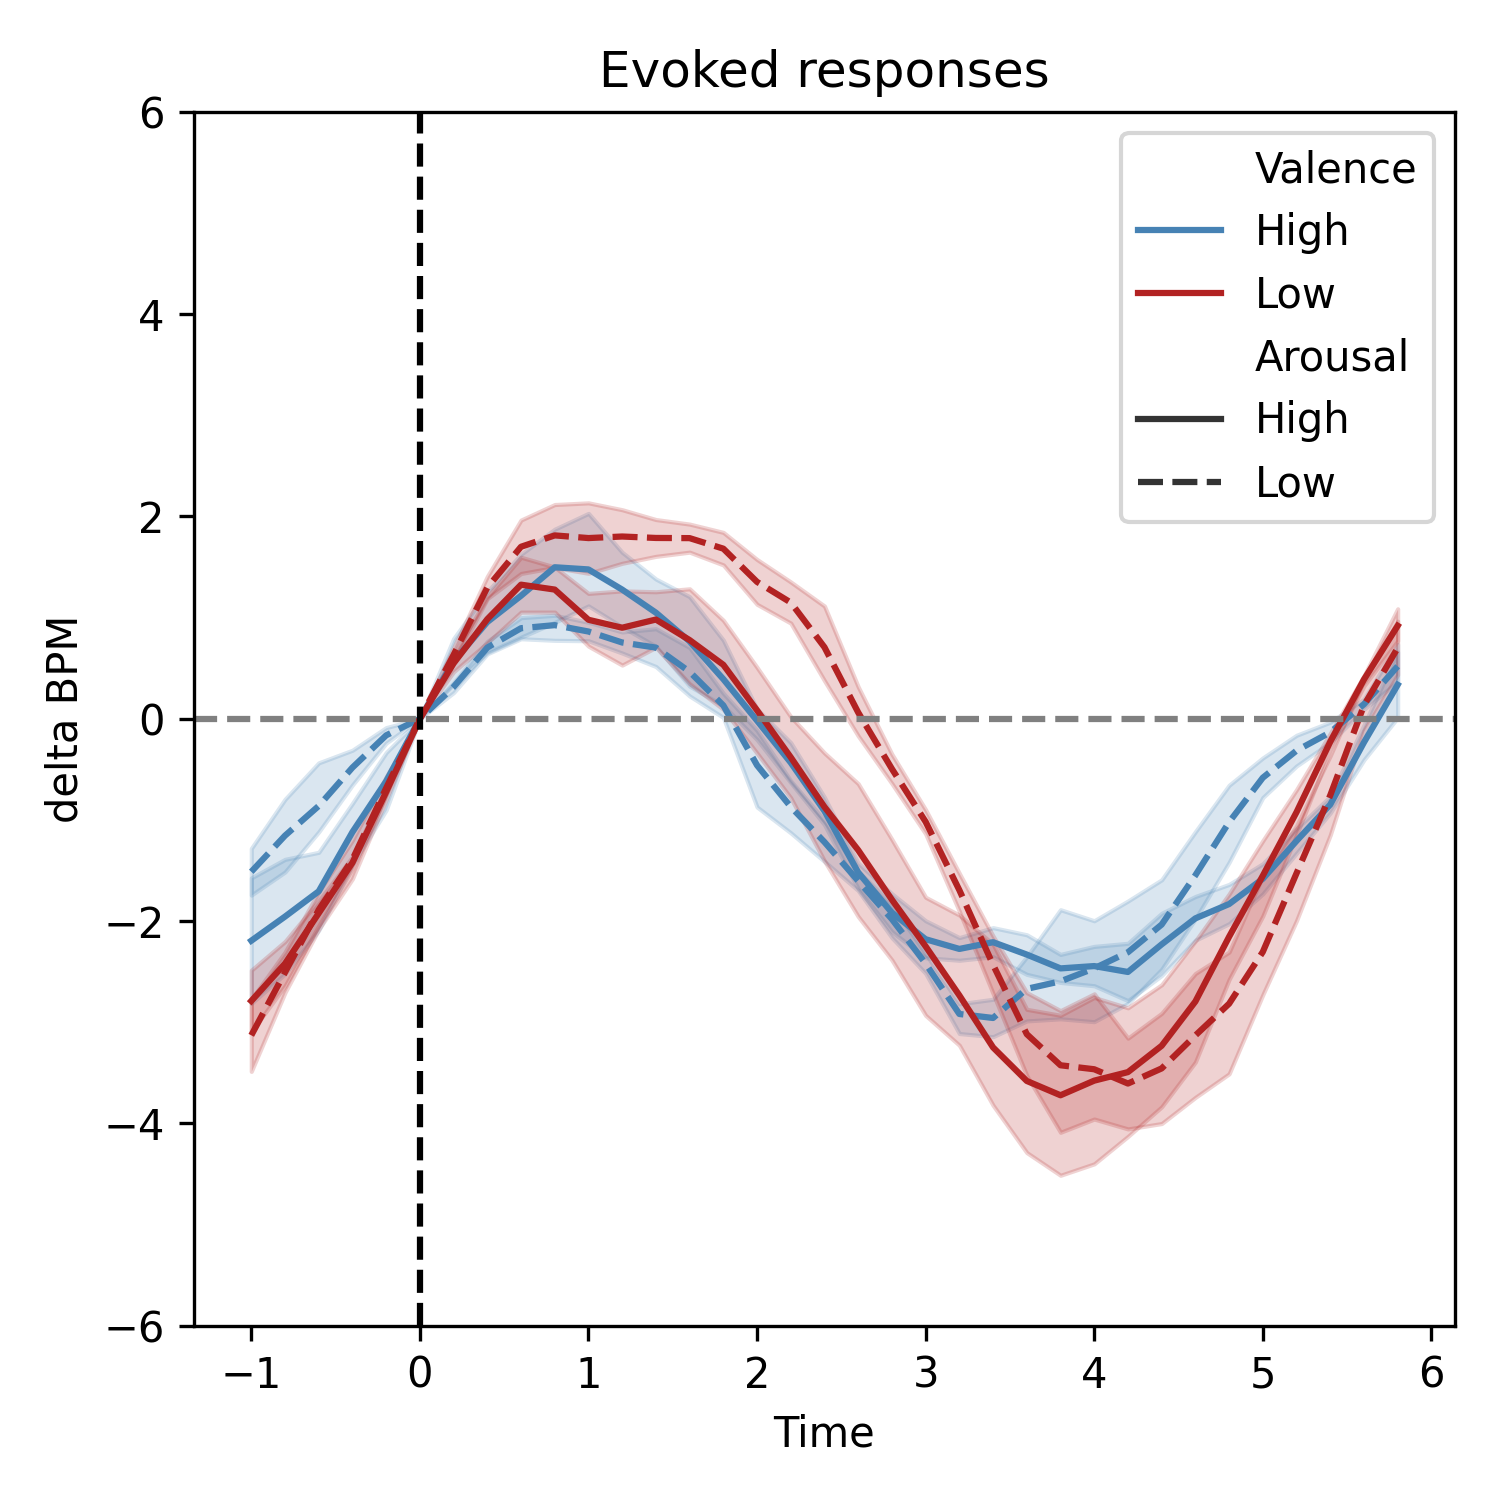 Evoked responses
6
4
2
0
−2
−4
−6
delta BPM
Valence
High
Low
Arousal
High
Low
−1 0 1 2 3 4 5 6
Time